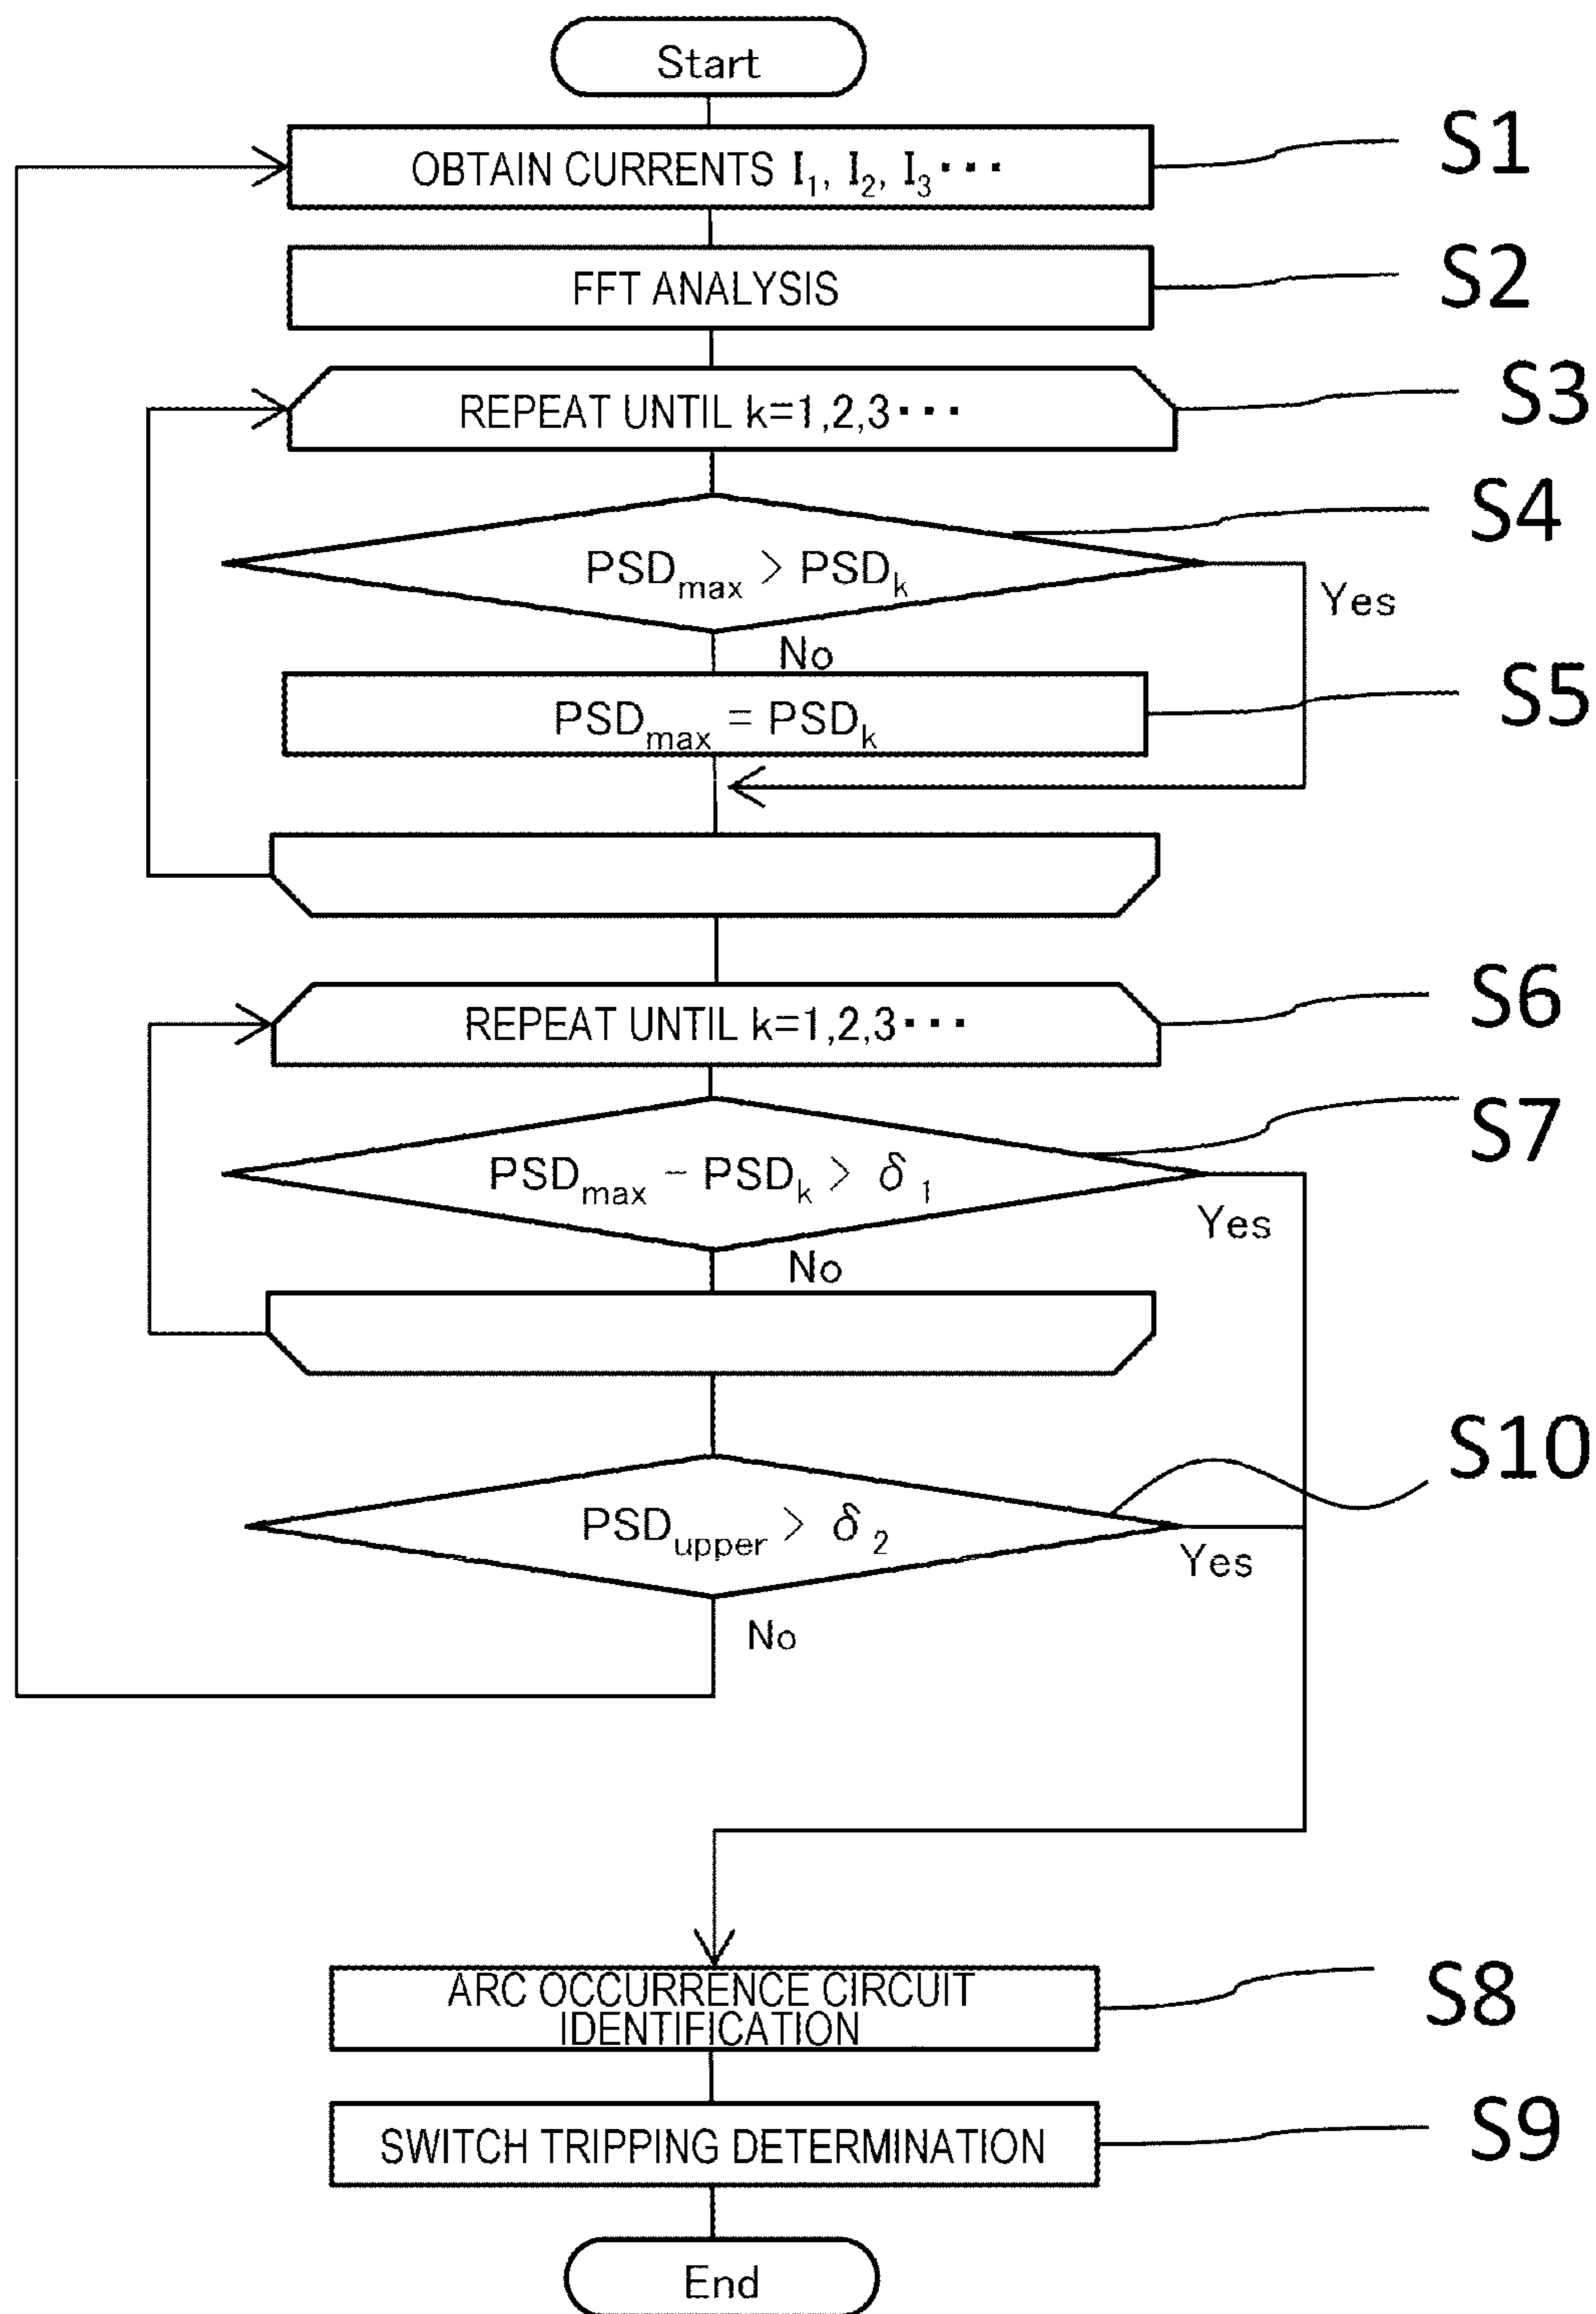 Start
OBTAIN CURRENTS I₁, I₂, I₃ ···
S1
FFT ANALYSIS
S2
REPEAT UNTIL k=1,2,3···
S3
PSDmax > PSDk
S4
Yes
No
PSDmax = PSDk
S5
REPEAT UNTIL k=1,2,3···
S6
PSDmax − PSDk > δ₁
S7
Yes
No
PSDupper > δ₂
S10
Yes
No
ARC OCCURRENCE CIRCUIT
IDENTIFICATION
S8
SWITCH TRIPPING DETERMINATION
S9
End